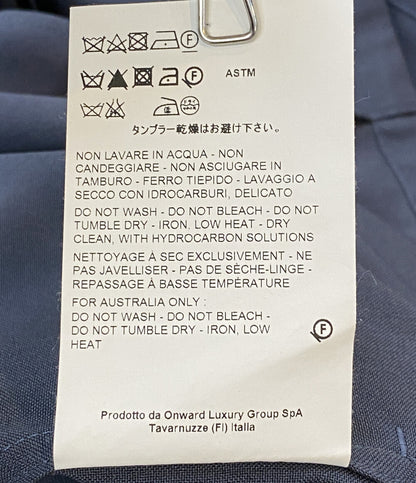 F
F ASTM
タンブラー乾燥はお避け下さい。
NON LAVARE IN ACQUA - NON
CANDEGGIARE - NON ASCIUGARE IN
TAMBURO - FERRO TIEPIDO - LAVAGGIO A
SECCO CON IDROCARBURI, DELICATO
DO NOT WASH - DO NOT BLEACH - DO NOT
TUMBLE DRY - IRON, LOW HEAT - DRY
CLEAN, WITH HYDROCARBON SOLUTIONS
NETTOYAGE À SEC EXCLUSIVEMENT - NE
PAS JAVELLISER - PAS DE SÈCHE-LINGE -
REPASSAGE À BASSE TEMPÉRATURE
FOR AUSTRALIA ONLY :
DO NOT WASH - DO NOT BLEACH -
DO NOT TUMBLE DRY - IRON, LOW
HEAT
F
Prodotto da Onward Luxury Group SpA
Tavarnuzze (FI) Italia